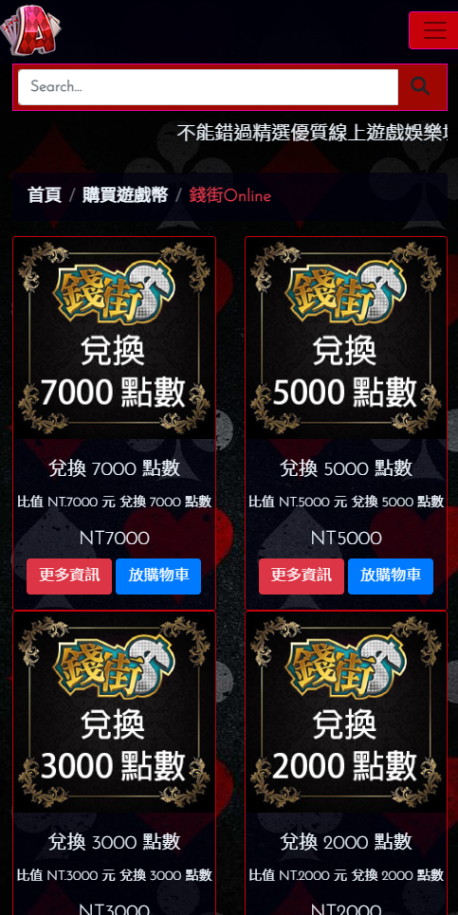 A
Search...
不能錯過精選優質線上遊戲娛樂
首頁 / 購買遊戲幣 / 錢街Online
錢街
兌換
7000 點數
錢街
兌換
5000 點數
兌換 7000 點數
比值 NT.7000 元 兌換 7000 點數
NT7000
更多資訊 放購物車
兌換 5000 點數
比值 NT.5000 元 兌換 5000 點數
NT5000
更多資訊 放購物車
錢街
兌換
3000 點數
錢街
兌換
2000 點數
兌換 3000 點數
比值 NT.3000 元 兌換 3000 點數
NT3000
兌換 2000 點數
比值 NT.2000 元 兌換 2000 點數
NT2000